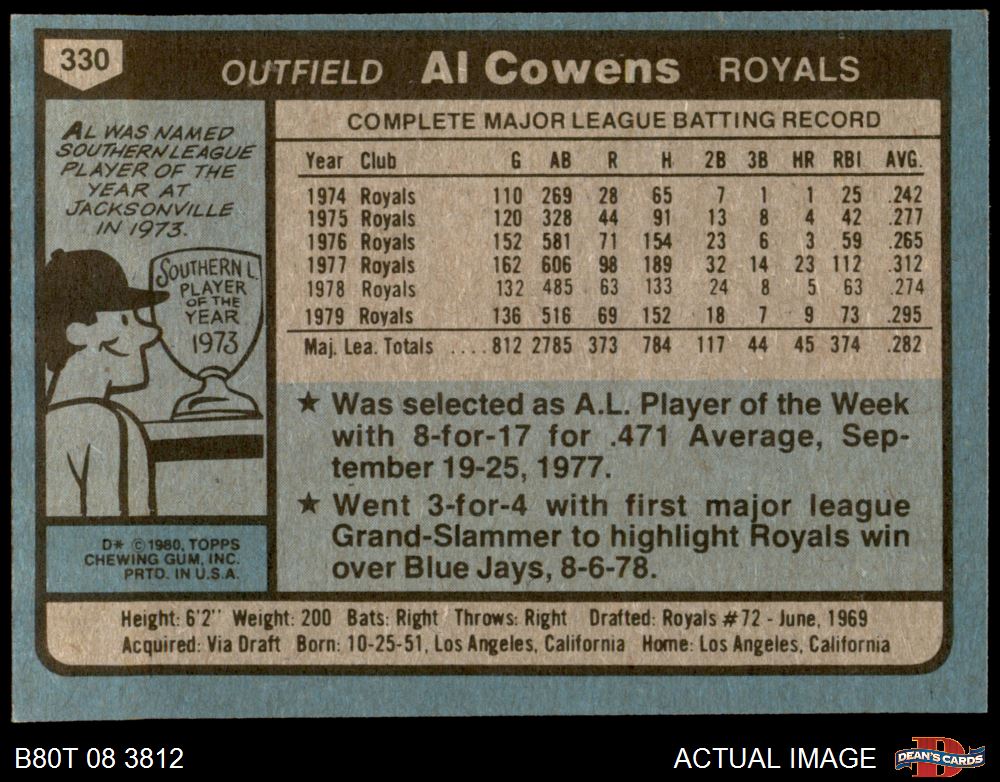 330
OUTFIELD Al Cowens ROYALS
AL WAS NAMED
SOUTHERN LEAGUE
PLAYER OF THE
YEAR AT
JACKSONVILLE
IN 1973.
SOUTHERN L.
PLAYER
OF THE
YEAR
1973
D* © 1980, TOPPS
CHEWING GUM, INC.
PRTD. IN U.S.A.
COMPLETE MAJOR LEAGUE BATTING RECORD
Year Club G AB R H 2B 3B HR RBI AVG.
1974 Royals 110 269 28 65 7 1 1 25 .242
1975 Royals 120 328 44 91 13 8 4 42 .277
1976 Royals 152 581 71 154 23 6 3 59 .265
1977 Royals 162 606 98 189 32 14 23 112 .312
1978 Royals 132 485 63 133 24 8 5 63 .274
1979 Royals 136 516 69 152 18 7 9 73 .295
Maj. Lea. Totals ....812 2785 373 784 117 44 45 374 .282
★ Was selected as A.L. Player of the Week
with 8-for-17 for .471 Average, Sep-
tember 19-25, 1977.
★ Went 3-for-4 with first major league
Grand-Slammer to highlight Royals win
over Blue Jays, 8-6-78.
Height: 6'2" Weight: 200 Bats: Right Throws: Right Drafted: Royals #72 - June, 1969
Acquired: Via Draft Born: 10-25-51, Los Angeles, California Home: Los Angeles, California
B80T 08 3812
ACTUAL IMAGE
D
DEAN'S CARDS